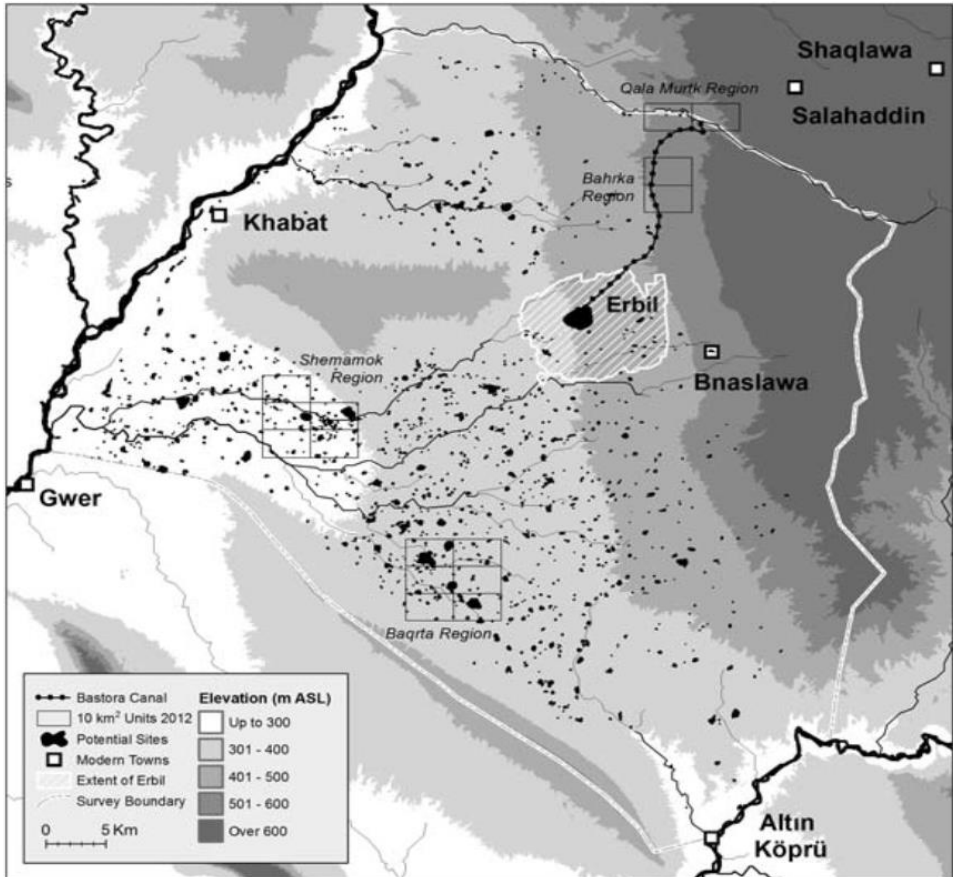 Shaqlawa
Qala Murtk Region
Salahaddin
Bahrka
Region
Khabat
Erbil
Shemamok
Region
Bnaslawa
Gwer
Baqrta Region
Altın
Köprü
Bastora Canal
10 km² Units 2012
Potential Sites
Modern Towns
Extent of Erbil
Survey Boundary
0 5 Km
Elevation (m ASL)
Up to 300
301 - 400
401 - 500
501 - 600
Over 600